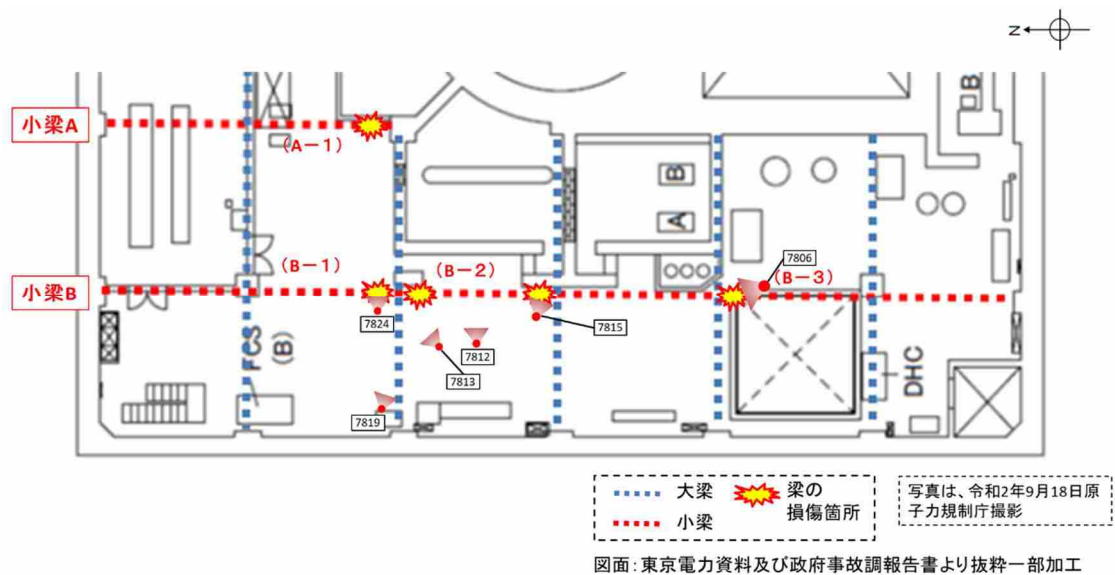 N
小梁A
(A－1)
B
B
A
小梁B
(B－1)
(B－2)
(B－3)
7806
7824
7815
7812
7813
7819
FCS
(B)
DHC
大梁
小梁
梁の
損傷箇所
写真は、令和2年9月18日原
子力規制庁撮影
図面：東京電力資料及び政府事故調報告書より抜粋一部加工